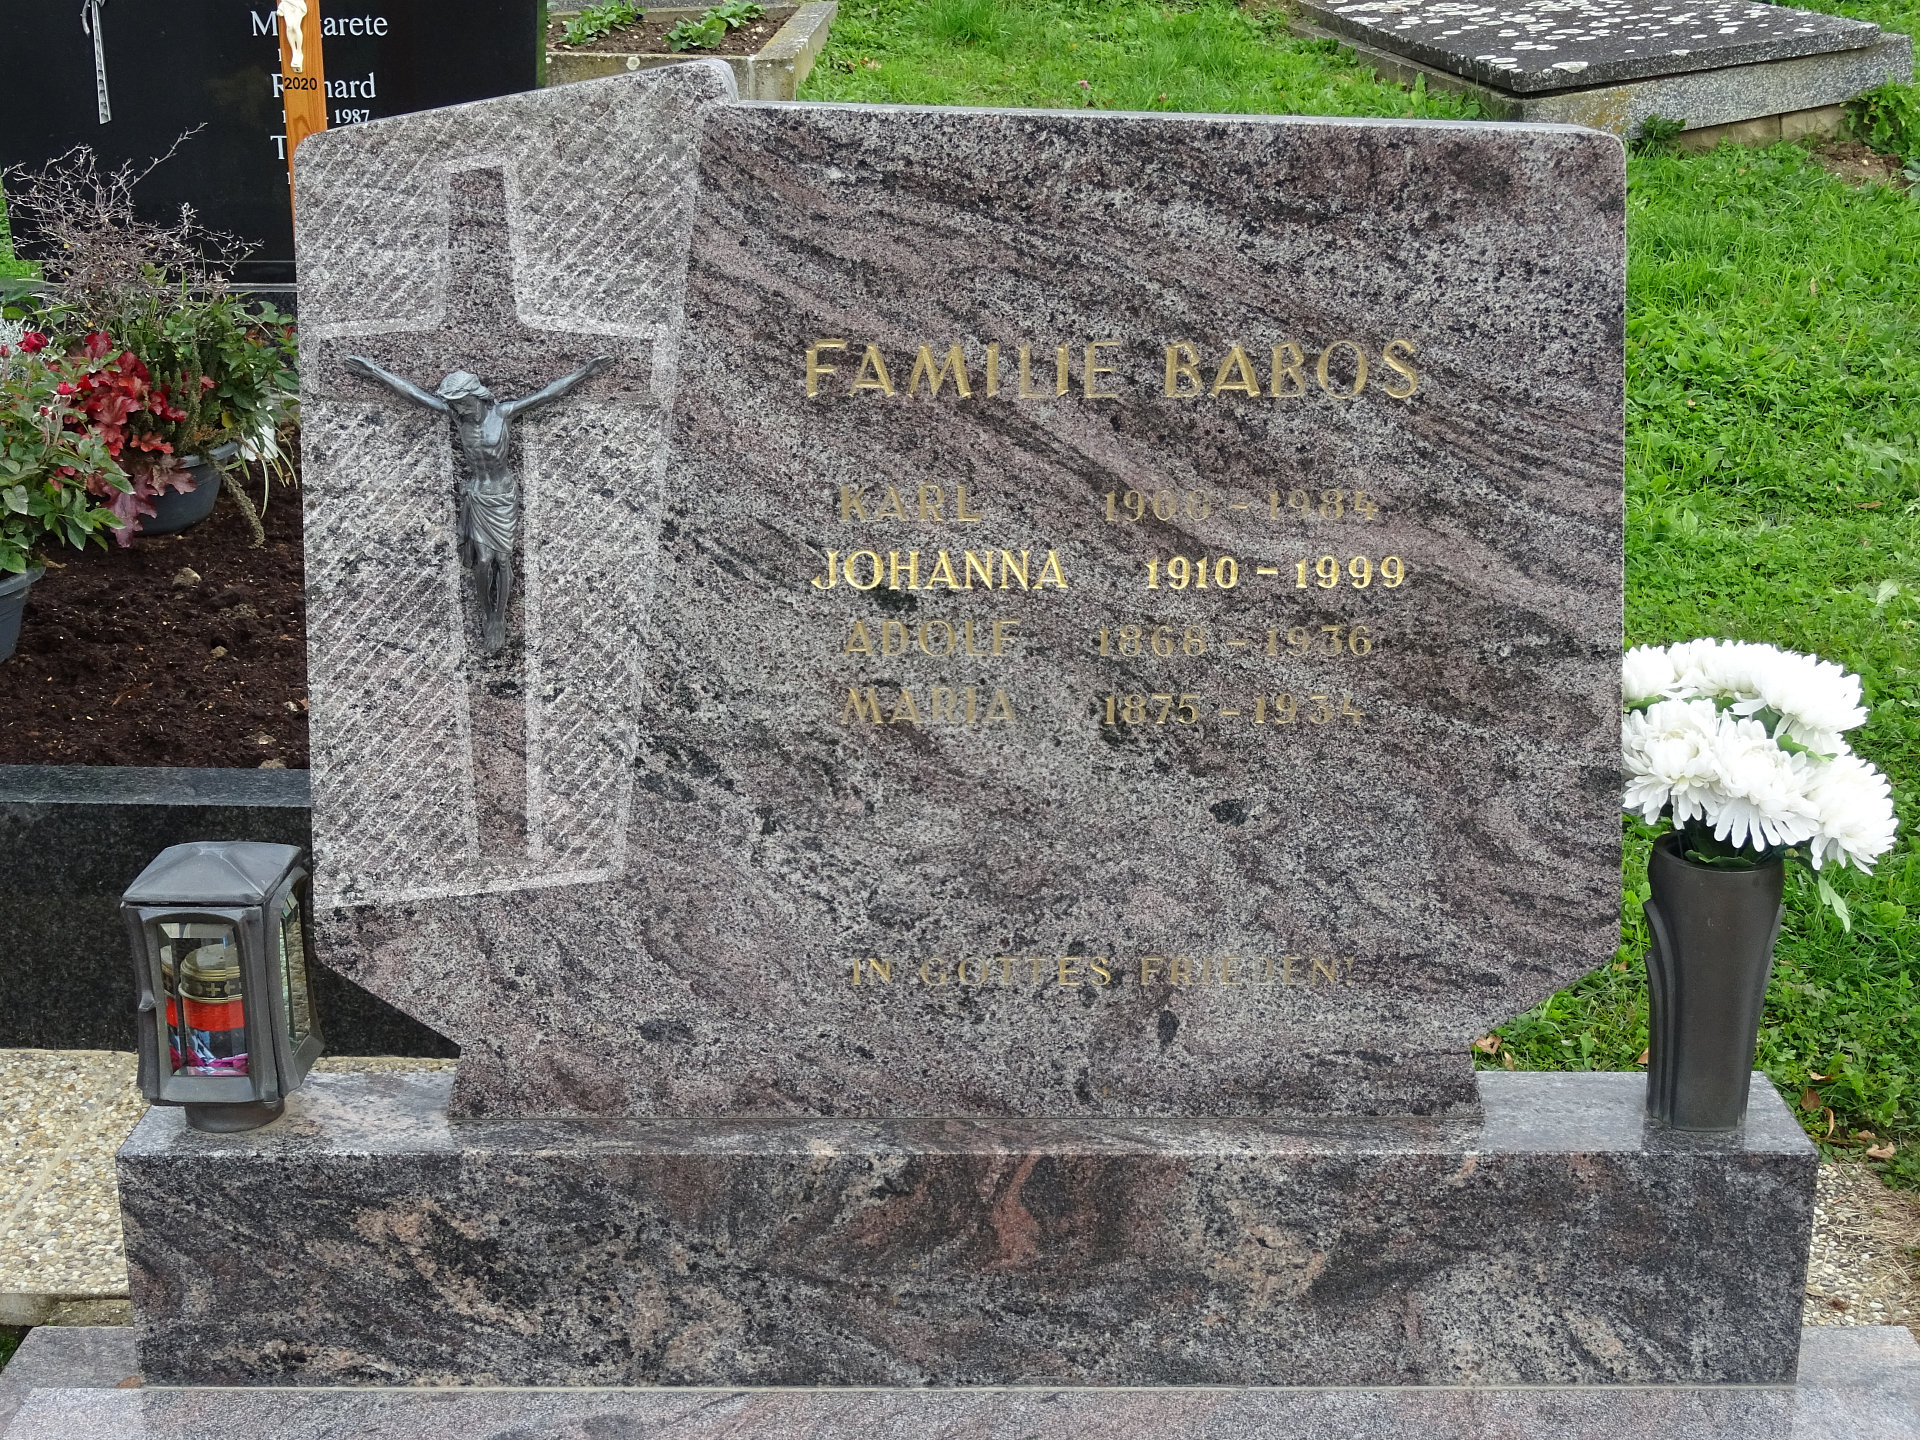 Margarete
2020
1987
FAMILIE BABOS
KARL 1906 - 1984
JOHANNA 1910 - 1999
ADOLF 1868 - 1936
MARIA 1875 - 1934
IN GOTTES FRIEDEN!